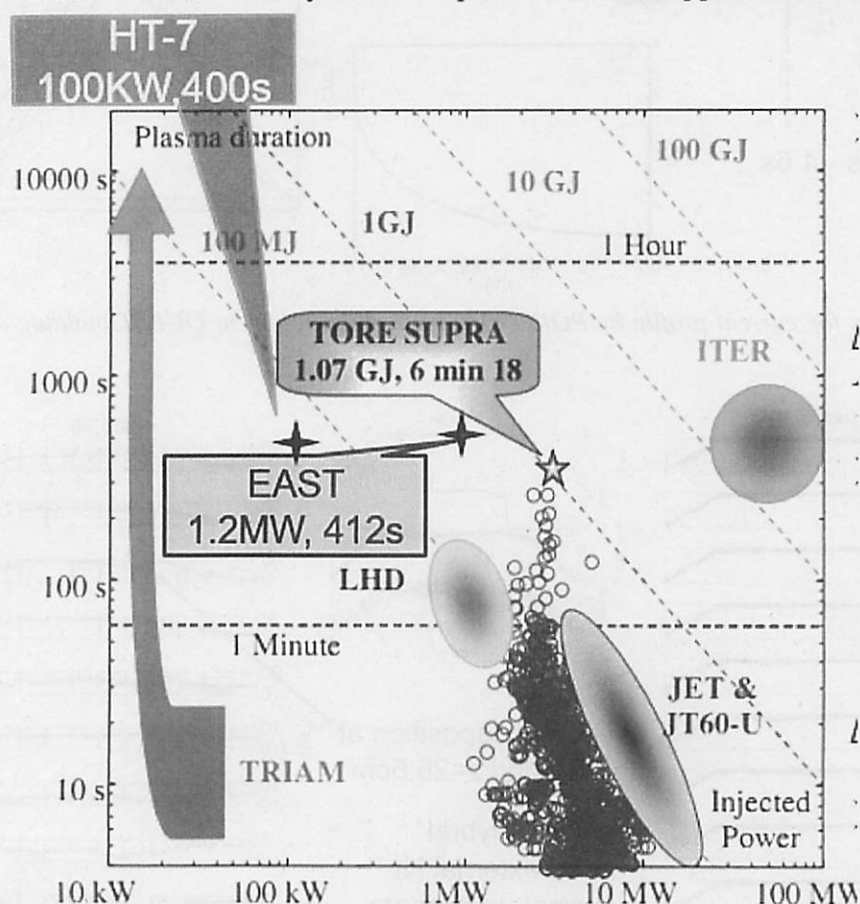 HT-7
100KW,400s
Plasma duration
100 GJ
10000 s
10 GJ
1GJ
100 MJ
1 Hour
TORE SUPRA
1.07 GJ, 6 min 18
ITER
1000 s
EAST
1.2MW, 412s
LHD
100 s
1 Minute
JET &
JT60-U
TRIAM
10 s
Injected
Power
10 kW
100 kW
1MW
10 MW
100 MW